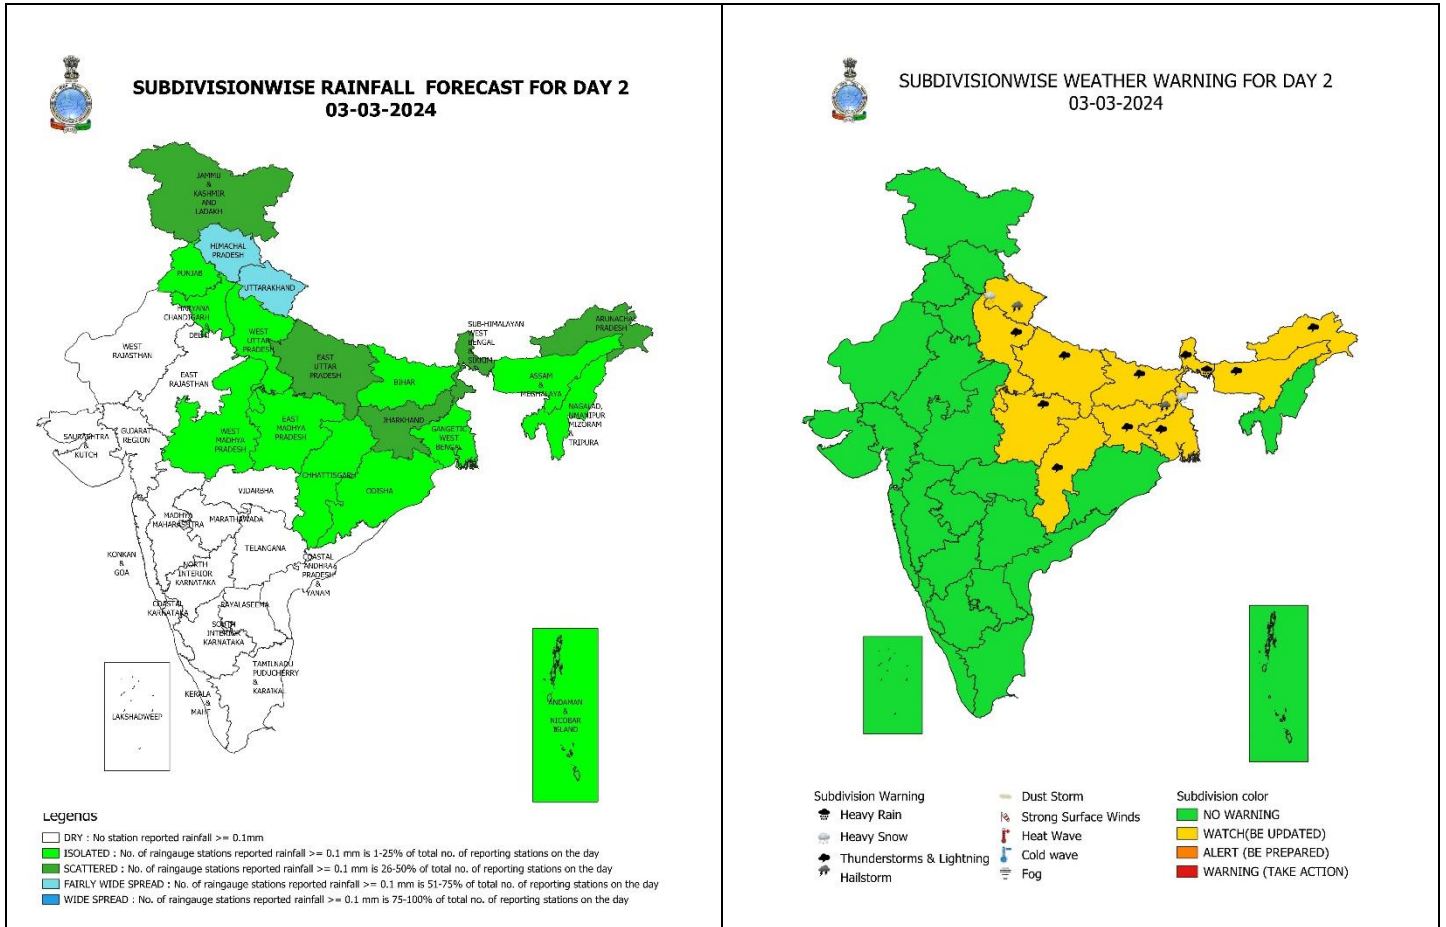 SUBDIVISIONWISE RAINFALL FORECAST FOR DAY 2
03-03-2024
JAMMU
&
KASHMIR
AND
LADAKH
HIMACHAL
PRADESH
PUNJAB
UTTARAKHAND
HARYANA
CHANDIGARH
DELHI
WEST
UTTAR
PRADESH
WEST
RAJASTHAN
EAST
RAJASTHAN
EAST
UTTAR
PRADESH
BIHAR
SUB-HIMALAYAN
WEST
BENGAL
&
SIKKIM
ARUNACHAL
PRADESH
ASSAM
&
MEGHALAYA
NAGALAD,
MANIPUR
MIZORAM
&
TRIPURA
JHARKHAND
GANGETIC
WEST
BENGAL
SAURASHTRA
&
KUTCH
GUJARAT
REGION
WEST
MADHYA
PRADESH
EAST
MADHYA
PRADESH
CHHATTISGARH
ODISHA
VIDARBHA
MADHYA
MAHARASHTRA
MARATHAWADA
TELANGANA
KONKAN
&
GOA
NORTH
INTERIOR
KARNATAKA
COASTAL
ANDHRA
PRADESH
&
YANAM
COASTAL
KARNATAKA
RAYALASEEMA
SOUTH
INTERIOR
KARNATAKA
TAMILNADU
PUDUCHERRY
&
KARAIKAL
KERALA
&
MAHE
LAKSHADWEEP
ANDAMAN
&
NICOBAR
ISLAND
Legends
DRY : No station reported rainfall >= 0.1mm
ISOLATED : No. of raingauge stations reported rainfall >= 0.1 mm is 1-25% of total no. of reporting stations on the day
SCATTERED : No. of raingauge stations reported rainfall >= 0.1 mm is 26-50% of total no. of reporting stations on the day
FAIRLY WIDE SPREAD : No. of raingauge stations reported rainfall >= 0.1 mm is 51-75% of total no. of reporting stations on the day
WIDE SPREAD : No. of raingauge stations reported rainfall >= 0.1 mm is 75-100% of total no. of reporting stations on the day
SUBDIVISIONWISE WEATHER WARNING FOR DAY 2
03-03-2024
Subdivision Warning
Heavy Rain
Heavy Snow
Thunderstorms & Lightning
Hailstorm
Dust Storm
Strong Surface Winds
Heat Wave
Cold wave
Fog
Subdivision color
NO WARNING
WATCH(BE UPDATED)
ALERT (BE PREPARED)
WARNING (TAKE ACTION)